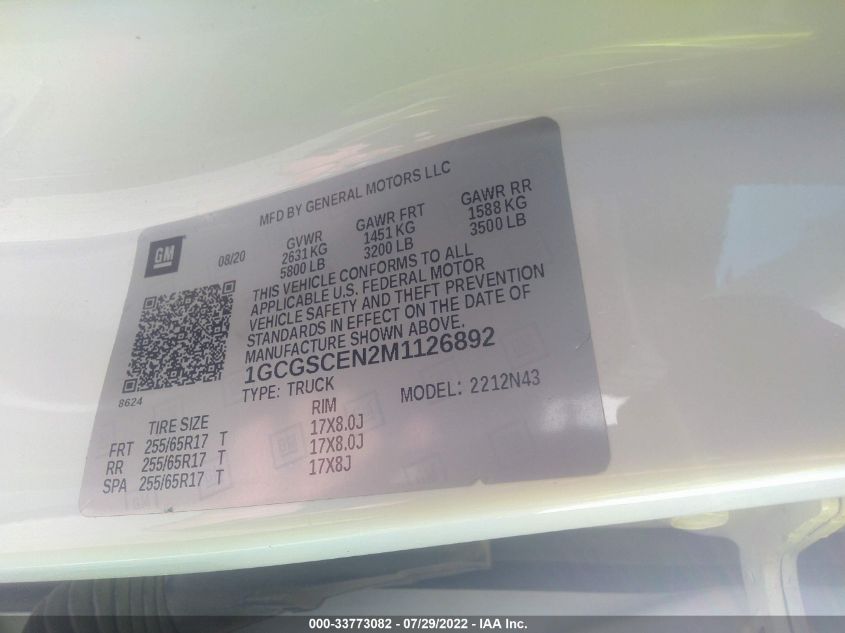 MFD BY GENERAL MOTORS LLC
GM
08/20
GVWR GAWR FRT GAWR RR
2631 KG 1451 KG 1588 KG
5800 LB 3200 LB 3500 LB
THIS VEHICLE CONFORMS TO ALL
APPLICABLE U.S. FEDERAL MOTOR
VEHICLE SAFETY AND THEFT PREVENTION
STANDARDS IN EFFECT ON THE DATE OF
MANUFACTURE SHOWN ABOVE.
1GCGSCEN2M1126892
TYPE: TRUCK MODEL: 2212N43
8624
TIRE SIZE RIM
FRT 255/65R17 T 17X8.0J
RR 255/65R17 T 17X8.0J
SPA 255/65R17 T 17X8J
000-33773082 - 07/29/2022 - IAA Inc.